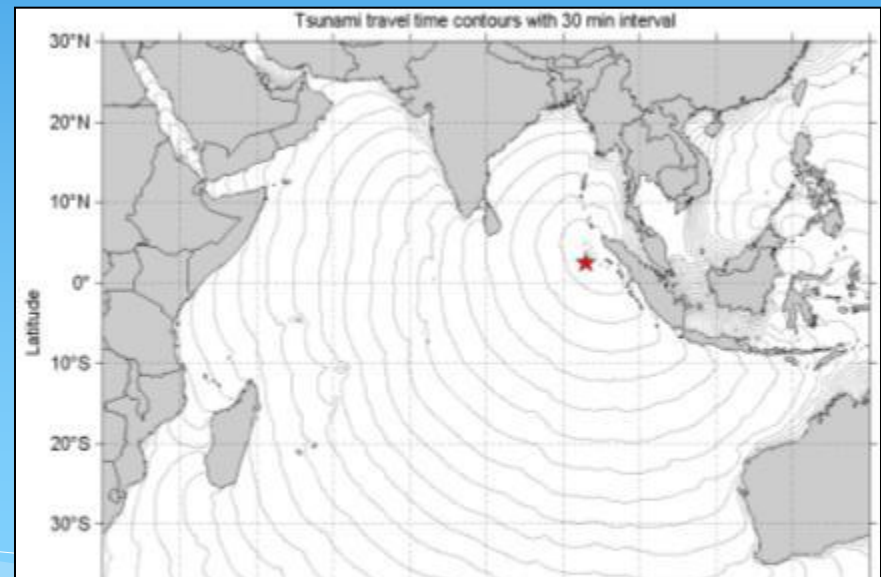 Tsunami travel time contours with 30 min interval
30°N
20°N
10°N
0°
10°S
20°S
30°S
Latitude